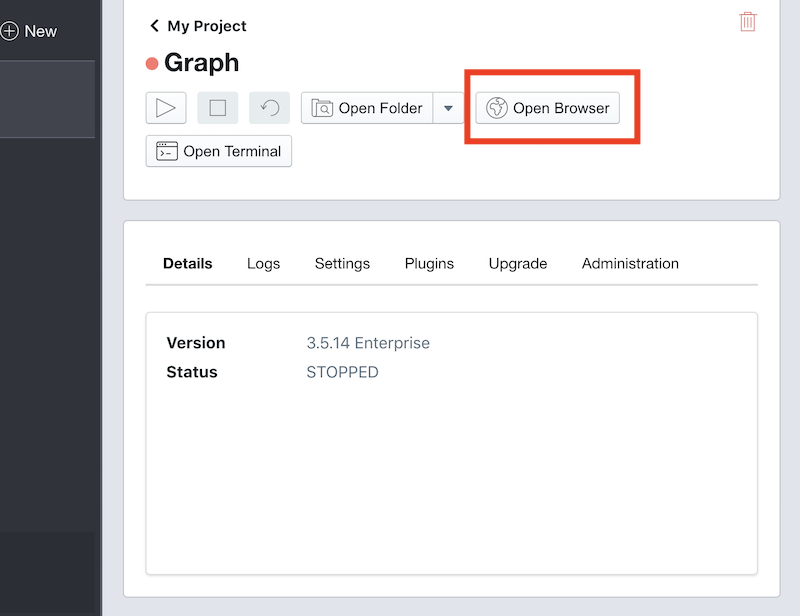 New
My Project
Graph
Open Folder
Open Browser
Open Terminal
Details Logs Settings Plugins Upgrade Administration
Version 3.5.14 Enterprise
Status STOPPED